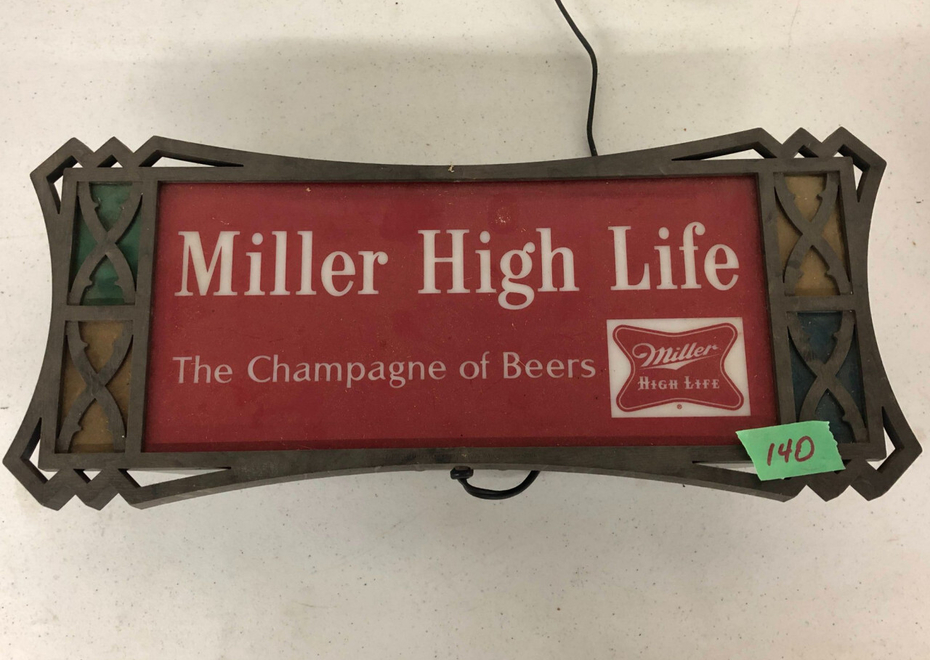 Miller High Life
The Champagne of Beers
Miller
HIGH LIFE
®
140